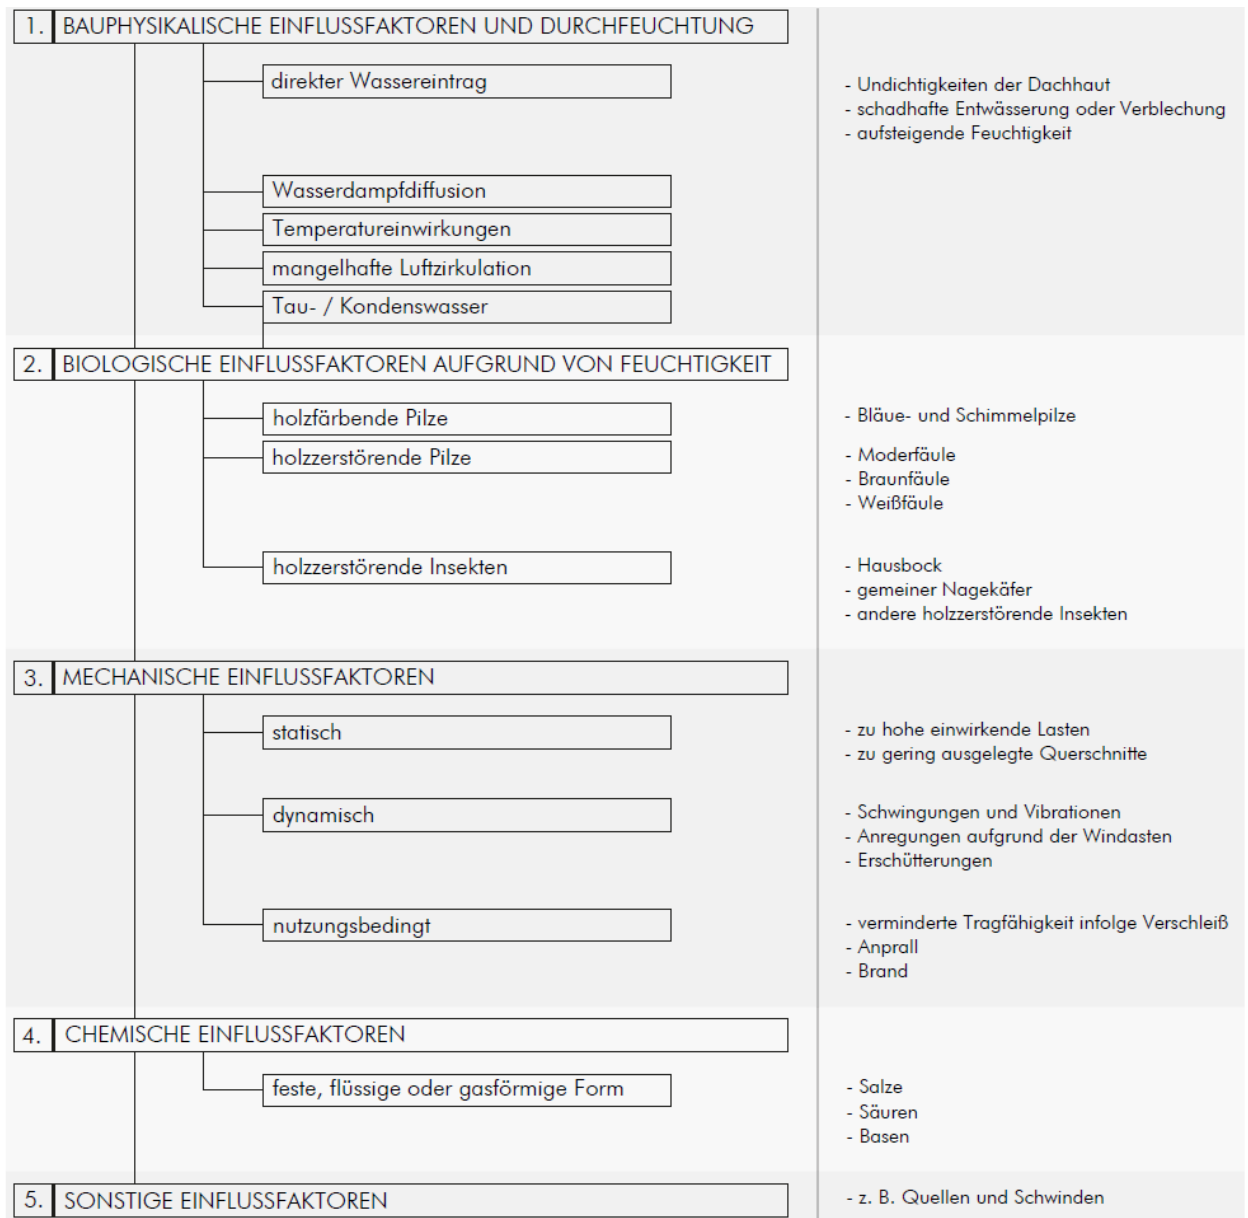 1. BAUPHYSIKALISCHE EINFLUSSFAKTOREN UND DURCHFEUCHTUNG
direkter Wassereintrag
- Undichtigkeiten der Dachhaut
- schadhafte Entwässerung oder Verblechung
- aufsteigende Feuchtigkeit
Wasserdampfdiffusion
Temperatureinwirkungen
mangelhafte Luftzirkulation
Tau- / Kondenswasser
2. BIOLOGISCHE EINFLUSSFAKTOREN AUFGRUND VON FEUCHTIGKEIT
holzfärbende Pilze
- Bläue- und Schimmelpilze
holzzerstörende Pilze
- Moderfäule
- Braunfäule
- Weißfäule
holzzerstörende Insekten
- Hausbock
- gemeiner Nagekäfer
- andere holzzerstörende Insekten
3. MECHANISCHE EINFLUSSFAKTOREN
statisch
- zu hohe einwirkende Lasten
- zu gering ausgelegte Querschnitte
dynamisch
- Schwingungen und Vibrationen
- Anregungen aufgrund der Windasten
- Erschütterungen
nutzungsbedingt
- verminderte Tragfähigkeit infolge Verschleiß
- Anprall
- Brand
4. CHEMISCHE EINFLUSSFAKTOREN
feste, flüssige oder gasförmige Form
- Salze
- Säuren
- Basen
5. SONSTIGE EINFLUSSFAKTOREN
- z. B. Quellen und Schwinden